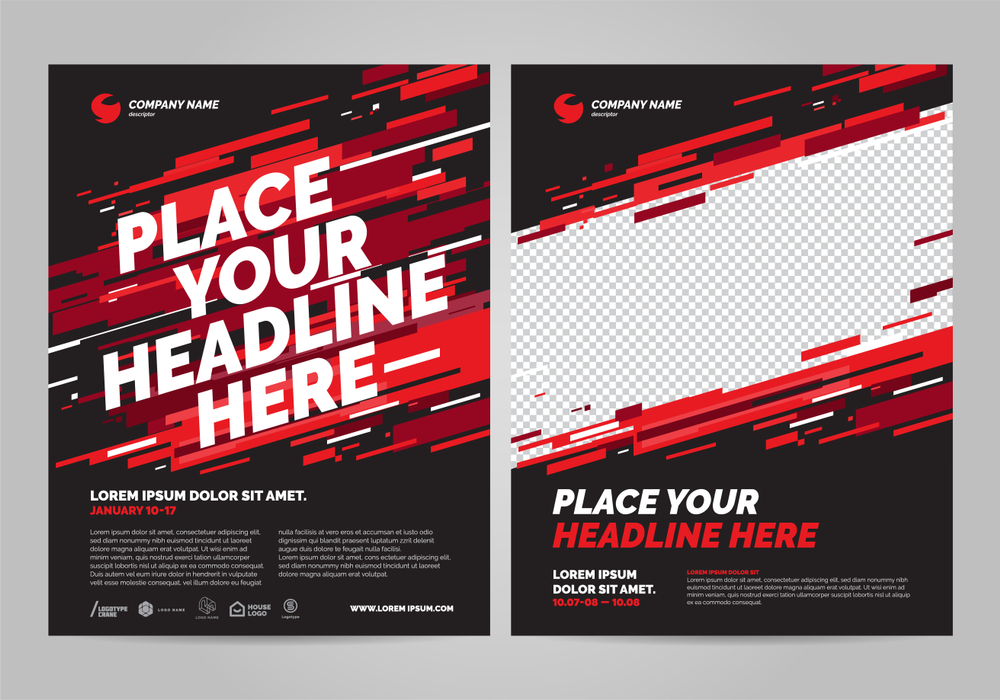 COMPANY NAME
descriptor
PLACE
YOUR
HEADLINE
HERE
LOREM IPSUM DOLOR SIT AMET.
JANUARY 10-17
Lorem ipsum dolor sit amet, consectetuer adipiscing elit,
sed diam nonummy nibh euismod tincidunt ut laoreet
dolore magna aliquam erat volutpat. Ut wisi enim ad
minim veniam, quis nostrud exerci tation ullamcorper
suscipit lobortis nisl ut aliquip ex ea commodo consequat.
Duis autem vel eum iriure dolor in hendrerit in vulputate
velit esse molestie consequat, vel illum dolore eu feugiat
nulla facilisis at vero eros et accumsan et iusto odio
dignissim qui blandit praesent luptatum zzril delenit augue
duis dolore te feugait nulla facilisi.
Lorem ipsum dolor sit amet, cons ectetuer adipiscing elit,
sed diam nonummy nibh euismod tincidunt ut laoreet
dolore magna aliquam erat volutpat.
LOGOTYPE
CRANE
LOGO NAME
LOGO NAME
HOUSE
LOGO
Logotype
WWW.LOREM IPSUM.COM
COMPANY NAME
descriptor
PLACE YOUR
HEADLINE HERE
LOREM IPSUM
DOLOR SIT AMET.
10.07-08 — 10.08
LOREM IPSUM DOLOR SIT
Lorem ipsum dolor sit amet, consectetuer adipiscing elit, sed diam
nonummy nibh euismod tincidunt ut laoreet dolore magna aliquam erat
volutpat. Ut wisi enim ad minim veniam, quis nostrud exerci tation
ullamcorper suscipit lobortis nisl ut aliquip ex ea commodo consequat.